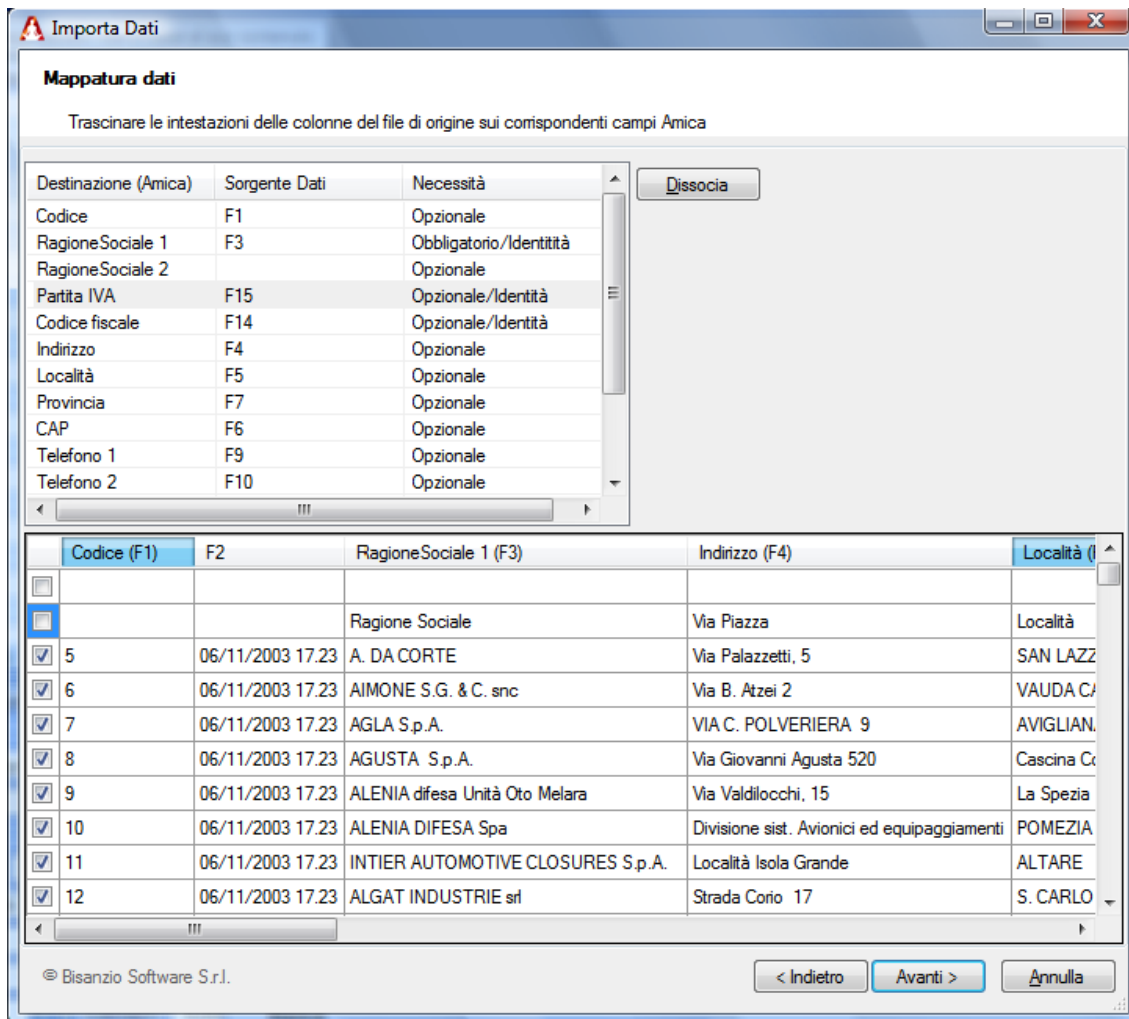 Importa Dati
Mappatura dati
Trascinare le intestazioni delle colonne del file di origine sui corrispondenti campi Amica
Destinazione (Amica) Sorgente Dati Necessità
Dissocia
Codice F1 Opzionale
RagioneSociale 1 F3 Obbligatorio/Identitità
RagioneSociale 2 Opzionale
Partita IVA F15 Opzionale/Identità
Codice fiscale F14 Opzionale/Identità
Indirizzo F4 Opzionale
Località F5 Opzionale
Provincia F7 Opzionale
CAP F6 Opzionale
Telefono 1 F9 Opzionale
Telefono 2 F10 Opzionale
Codice (F1) F2 RagioneSociale 1 (F3) Indirizzo (F4) Località (
Ragione Sociale Via Piazza Località
5 06/11/2003 17.23 A. DA CORTE Via Palazzetti, 5 SAN LAZZ
6 06/11/2003 17.23 AIMONE S.G. & C. snc Via B. Atzei 2 VAUDA CA
7 06/11/2003 17.23 AGLA S.p.A. VIA C. POLVERIERA 9 AVIGLIAN
8 06/11/2003 17.23 AGUSTA S.p.A. Via Giovanni Agusta 520 Cascina Co
9 06/11/2003 17.23 ALENIA difesa Unità Oto Melara Via Valdilocchi, 15 La Spezia
10 06/11/2003 17.23 ALENIA DIFESA Spa Divisione sist. Avionici ed equipaggiamenti POMEZIA
11 06/11/2003 17.23 INTIER AUTOMOTIVE CLOSURES S.p.A. Località Isola Grande ALTARE
12 06/11/2003 17.23 ALGAT INDUSTRIE srl Strada Corio 17 S. CARLO
© Bisanzio Software S.r.l. < Indietro Avanti > Annulla